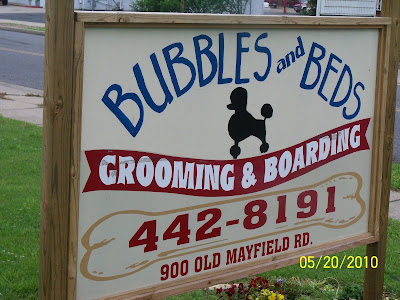 BUBBLES and BEDS
GROOMING & BOARDING
442-8191
900 OLD MAYFIELD RD.
05/20/2010